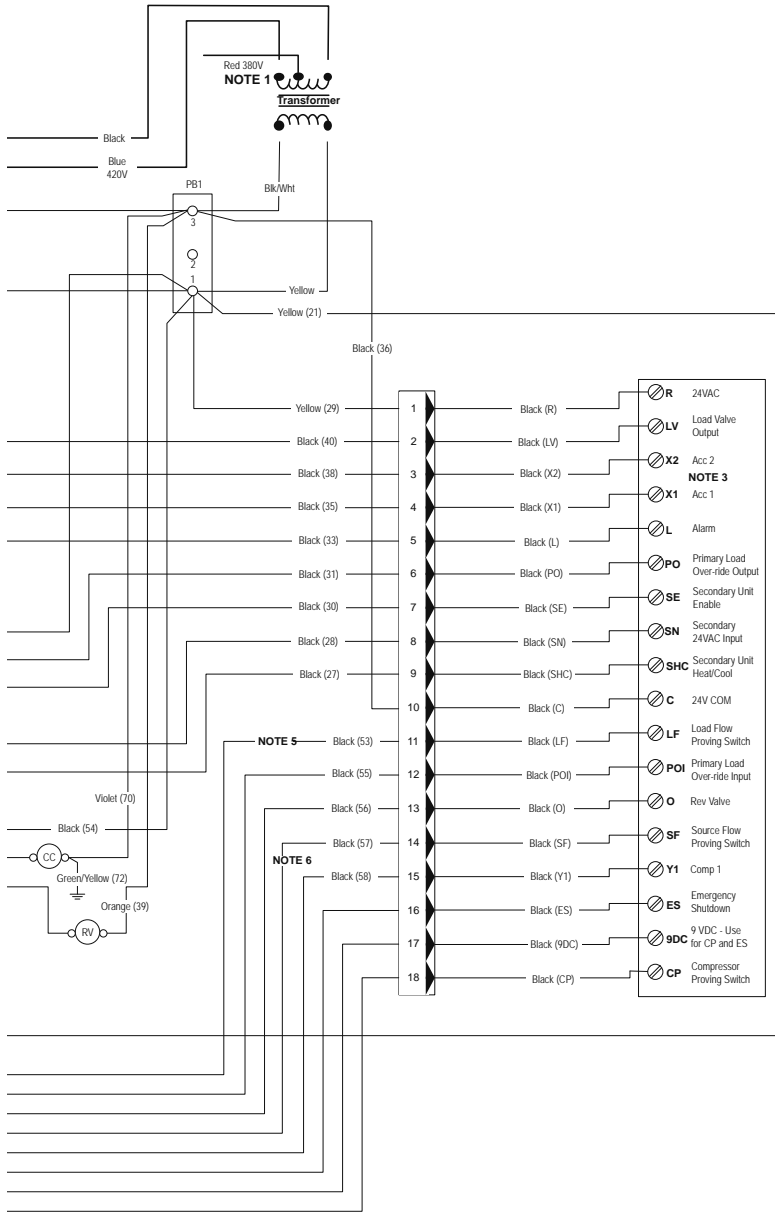 Red 380V
NOTE 1
Transformer
Black
Blue
420V
PB1
Blk/Wht
3
2
1
Yellow
Yellow (21)
Black (36)
Yellow (29)
1
Black (R)
R
24VAC
Black (40)
2
Black (LV)
LV
Load Valve
Output
Black (38)
3
Black (X2)
X2
Acc 2
NOTE 3
Black (35)
4
Black (X1)
X1
Acc 1
Black (33)
5
Black (L)
L
Alarm
Black (31)
6
Black (PO)
PO
Primary Load
Over-ride Output
Black (30)
7
Black (SE)
SE
Secondary Unit
Enable
Black (28)
8
Black (SN)
SN
Secondary
24VAC Input
Black (27)
9
Black (SHC)
SHC
Secondary Unit
Heat/Cool
10
Black (C)
C
24V COM
NOTE 5
Black (53)
11
Black (LF)
LF
Load Flow
Proving Switch
Black (55)
12
Black (POI)
POI
Primary Load
Over-ride Input
Violet (70)
Black (56)
13
Black (O)
O
Rev Valve
Black (54)
Black (57)
14
Black (SF)
SF
Source Flow
Proving Switch
CC
NOTE 6
Green/Yellow (72)
Black (58)
15
Black (Y1)
Y1
Comp 1
Orange (39)
16
Black (ES)
ES
Emergency
Shutdown
RV
17
Black (9DC)
9DC
9 VDC - Use
for CP and ES
18
Black (CP)
CP
Compressor
Proving Switch